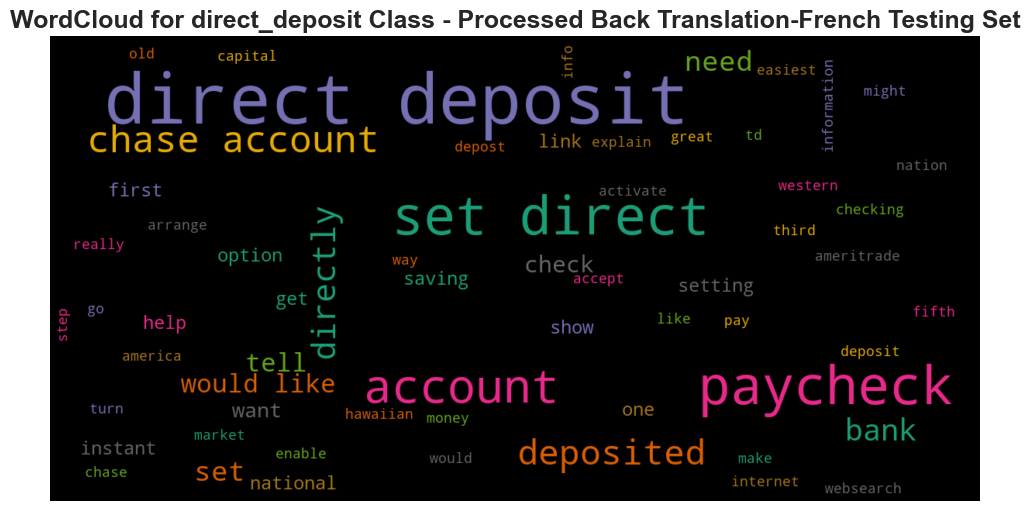 WordCloud for direct_deposit Class - Processed Back Translation-French Testing Set
old
capital
info
need
easiest
information
might
direct deposit
chase account
depost
link
explain
great
td
nation
first
activate
western
arrange
set direct
checking
really
directly
third
option
way
check
ameritrade
saving
accept
setting
get
step
go
help
show
like
pay
fifth
america
tell
deposit
would like
account
paycheck
turn
want
hawaiian
money
one
bank
market
instant
enable
would
deposited
make
chase
set
national
internet
websearch